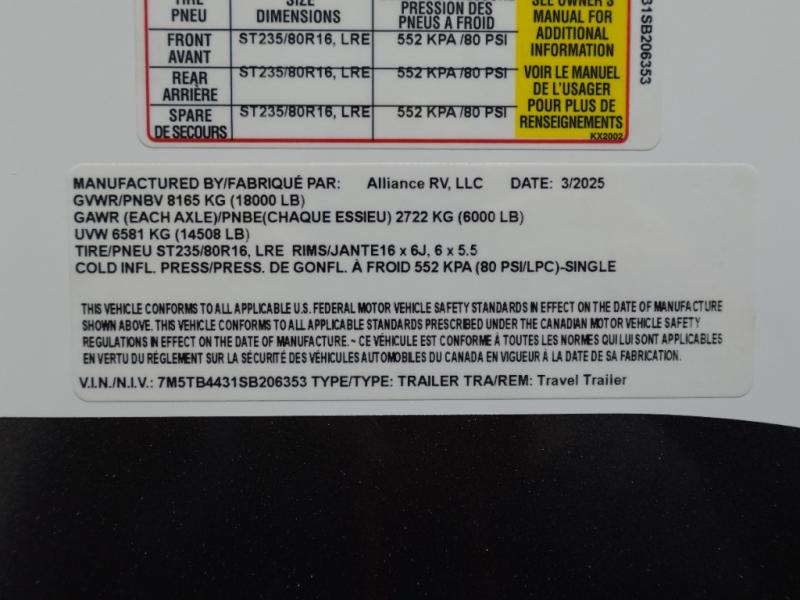 TIRE SIZE PRESSION DES SEE OWNER'S
PNEU DIMENSIONS PNEUS A FROID MANUAL FOR
ADDITIONAL
INFORMATION
FRONT ST235/80R16, LRE 552 KPA /80 PSI
AVANT
REAR ST235/80R16, LRE 552 KPA /80 PSI VOIR LE MANUEL
ARRIÈRE DE L'USAGER
POUR PLUS DE
SPARE ST235/80R16, LRE 552 KPA /80 PSI RENSEIGNEMENTS
DE SECOURS KX2002
31SB206353
MANUFACTURED BY/FABRIQUÉ PAR: Alliance RV, LLC DATE: 3/2025
GVWR/PNBV 8165 KG (18000 LB)
GAWR (EACH AXLE)/PNBE(CHAQUE ESSIEU) 2722 KG (6000 LB)
UVW 6581 KG (14508 LB)
TIRE/PNEU ST235/80R16, LRE RIMS/JANTE16 x 6J, 6 x 5.5
COLD INFL. PRESS/PRESS. DE GONFL. À FROID 552 KPA (80 PSI/LPC)-SINGLE
THIS VEHICLE CONFORMS TO ALL APPLICABLE U.S. FEDERAL MOTOR VEHICLE SAFETY STANDARDS IN EFFECT ON THE DATE OF MANUFACTURE
SHOWN ABOVE. THIS VEHICLE CONFORMS TO ALL APPLICABLE STANDARDS PRESCRIBED UNDER THE CANADIAN MOTOR VEHICLE SAFETY
REGULATIONS IN EFFECT ON THE DATE OF MANUFACTURE. ~ CE VÉHICULE EST CONFORME À TOUTES LES NORMES QUI LUI SONT APPLICABLES
EN VERTU DU RÉGLEMENT SUR LA SÉCURITÉ DES VÉHICULES AUTOMOBILES DU CANADA EN VIGUEUR À LA DATE DE SA FABRICATION.
V.I.N./N.I.V.: 7M5TB4431SB206353 TYPE/TYPE: TRAILER TRA/REM: Travel Trailer